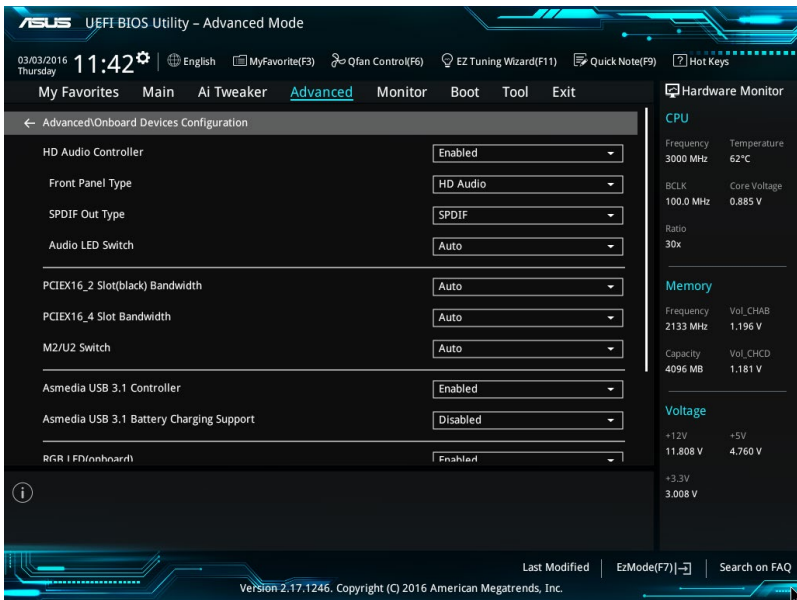 ASUS UEFI BIOS Utility – Advanced Mode
03/03/2016
Thursday
11:42
English
MyFavorite(F3)
Qfan Control(F6)
EZ Tuning Wizard(F11)
Quick Note(F9)
? Hot Keys
My Favorites Main Ai Tweaker Advanced Monitor Boot Tool Exit
Hardware Monitor
← Advanced\Onboard Devices Configuration
HD Audio Controller Enabled
Front Panel Type HD Audio
SPDIF Out Type SPDIF
Audio LED Switch Auto
PCIEX16_2 Slot(black) Bandwidth Auto
PCIEX16_4 Slot Bandwidth Auto
M2/U2 Switch Auto
Asmedia USB 3.1 Controller Enabled
Asmedia USB 3.1 Battery Charging Support Disabled
RGB LED(onboard) Enabled
CPU
Frequency Temperature
3000 MHz 62°C
BCLK Core Voltage
100.0 MHz 0.885 V
Ratio
30x
Memory
Frequency Vol_CHAB
2133 MHz 1.196 V
Capacity Vol_CHCD
4096 MB 1.181 V
Voltage
+12V +5V
11.808 V 4.760 V
+3.3V
3.008 V
i
Last Modified EzMode(F7) Search on FAQ
Version 2.17.1246. Copyright (C) 2016 American Megatrends, Inc.